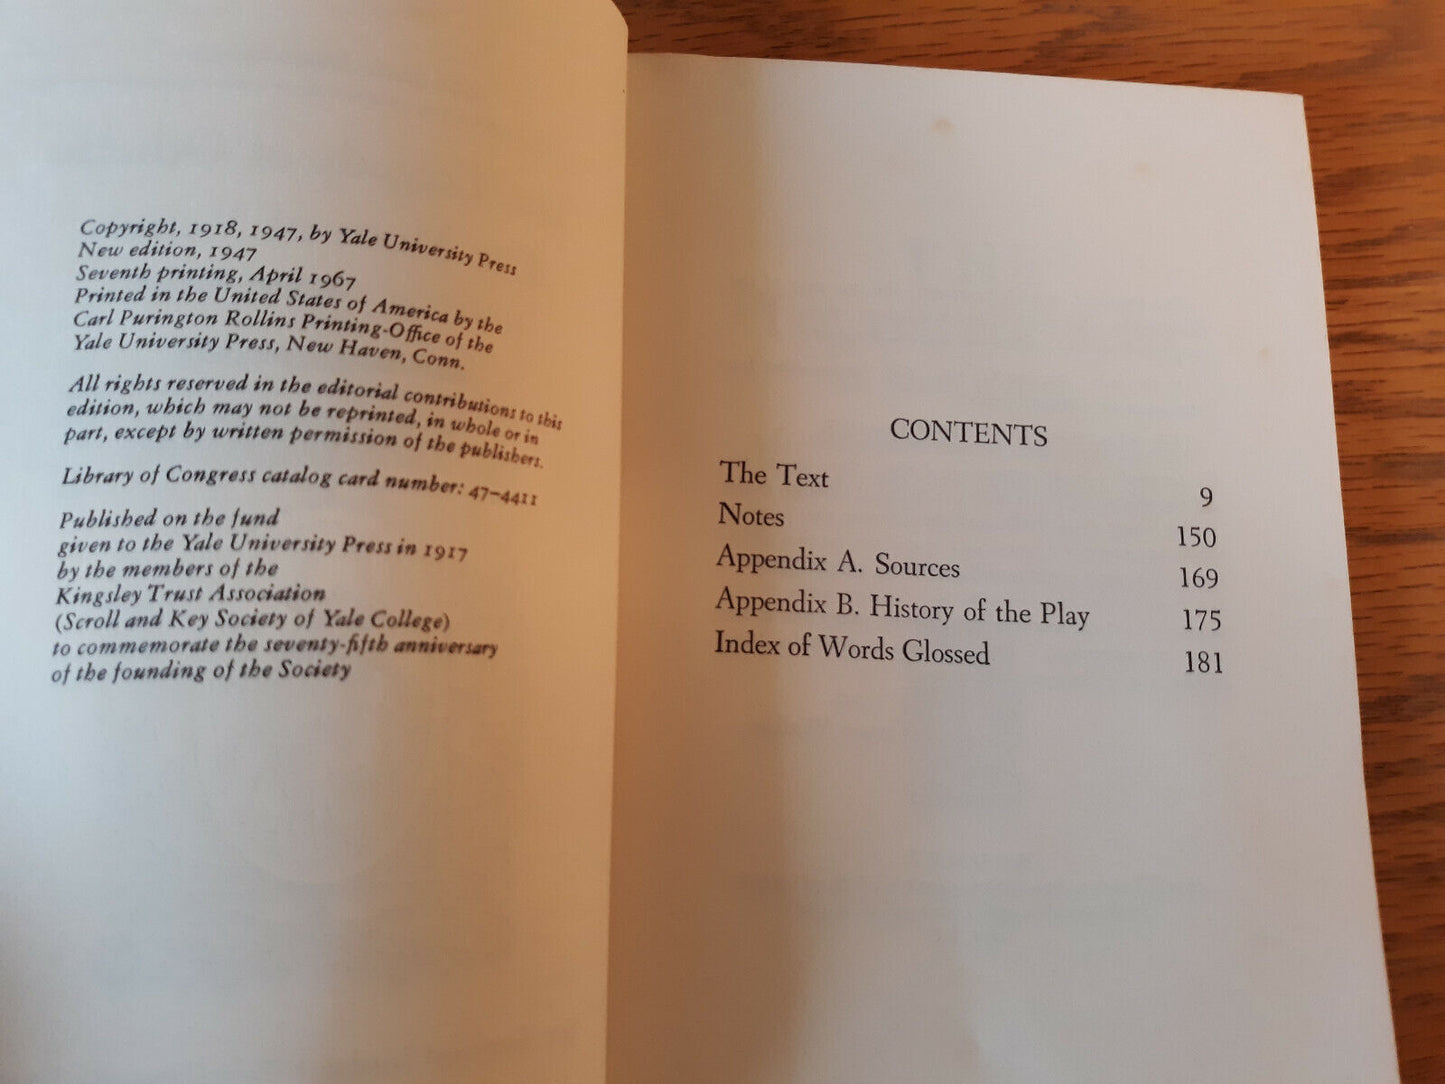 Copyright, 1918, 1947, by Yale University Press
New edition, 1947
Seventh printing, April 1967
Printed in the United States of America by the
Carl Purington Rollins Printing-Office of the
Yale University Press, New Haven, Conn.
All rights reserved in the editorial contributions to this
edition, which may not be reprinted, in whole or in
part, except by written permission of the publishers.
Library of Congress catalog card number: 47-4411
Published on the fund
given to the Yale University Press in 1917
by the members of the
Kingsley Trust Association
(Scroll and Key Society of Yale College)
to commemorate the seventy-fifth anniversary
of the founding of the Society
CONTENTS
The Text 9
Notes 150
Appendix A. Sources 169
Appendix B. History of the Play 175
Index of Words Glossed 181